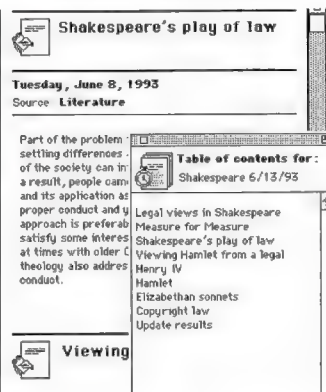 Shakespeare's play of law
Tuesday, June 8, 1993
Source Literature
Part of the problem
settling differences
of the society can in
a result, people cam
and its application as
proper conduct and y
approach is preferab
satisfy some interes
at times with older C
theology also addres
conduct.
Viewing
Table of contents for:
Shakespeare 6/13/93
Legal views in Shakespeare
Measure for Measure
Shakespeare's play of law
Viewing Hamlet from a legal
Henry IV
Hamlet
Elizabethan sonnets
Copyright law
Update results